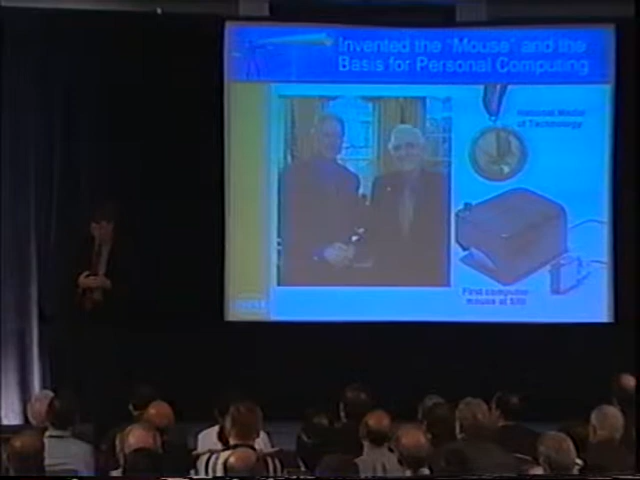 Invented the "Mouse" and the
Basis for Personal Computing
National Medal
of Technology
First computer
mouse at SRI